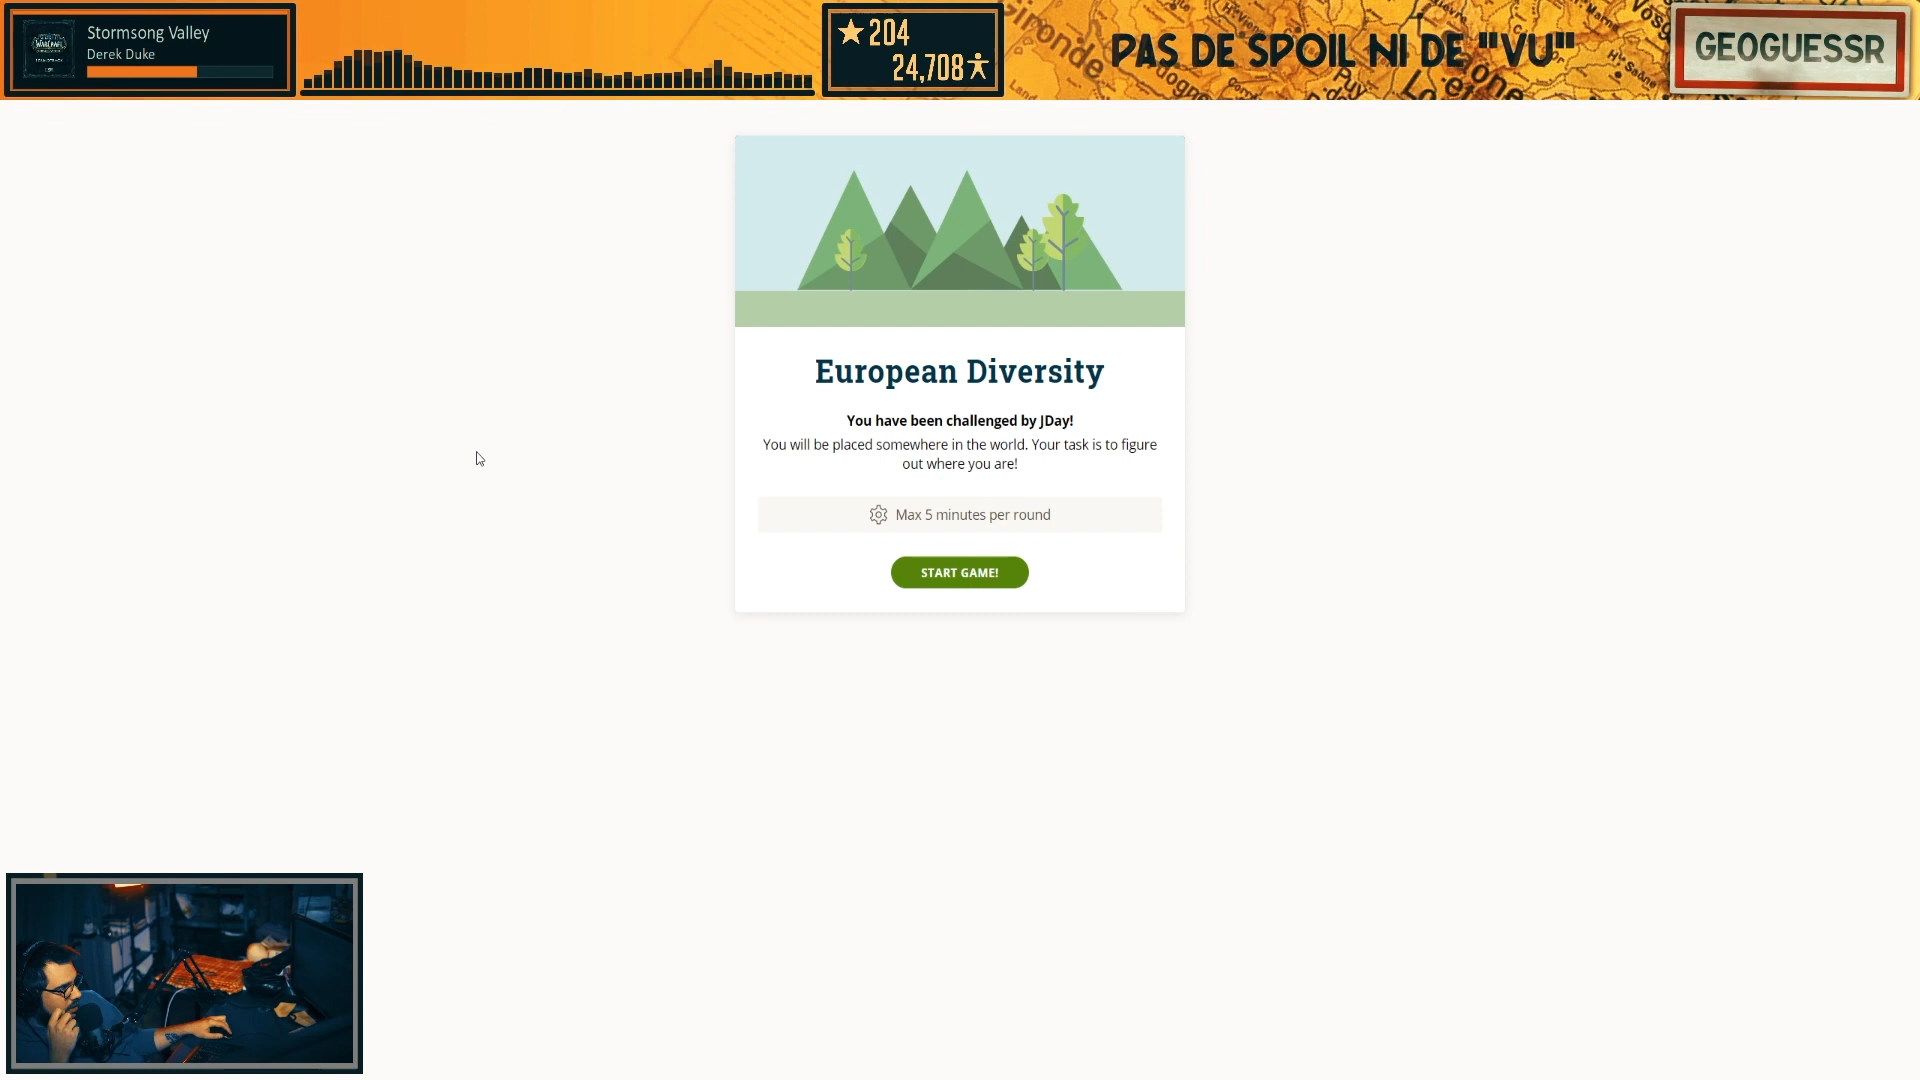 Stormsong Valley
Derek Duke
204
24,708
PAS DE SPOIL NI DE "VU"
GEOGUESSR
Gironde
Puy
European Diversity
You have been challenged by JDay!
You will be placed somewhere in the world. Your task is to figure
out where you are!
Max 5 minutes per round
START GAME!